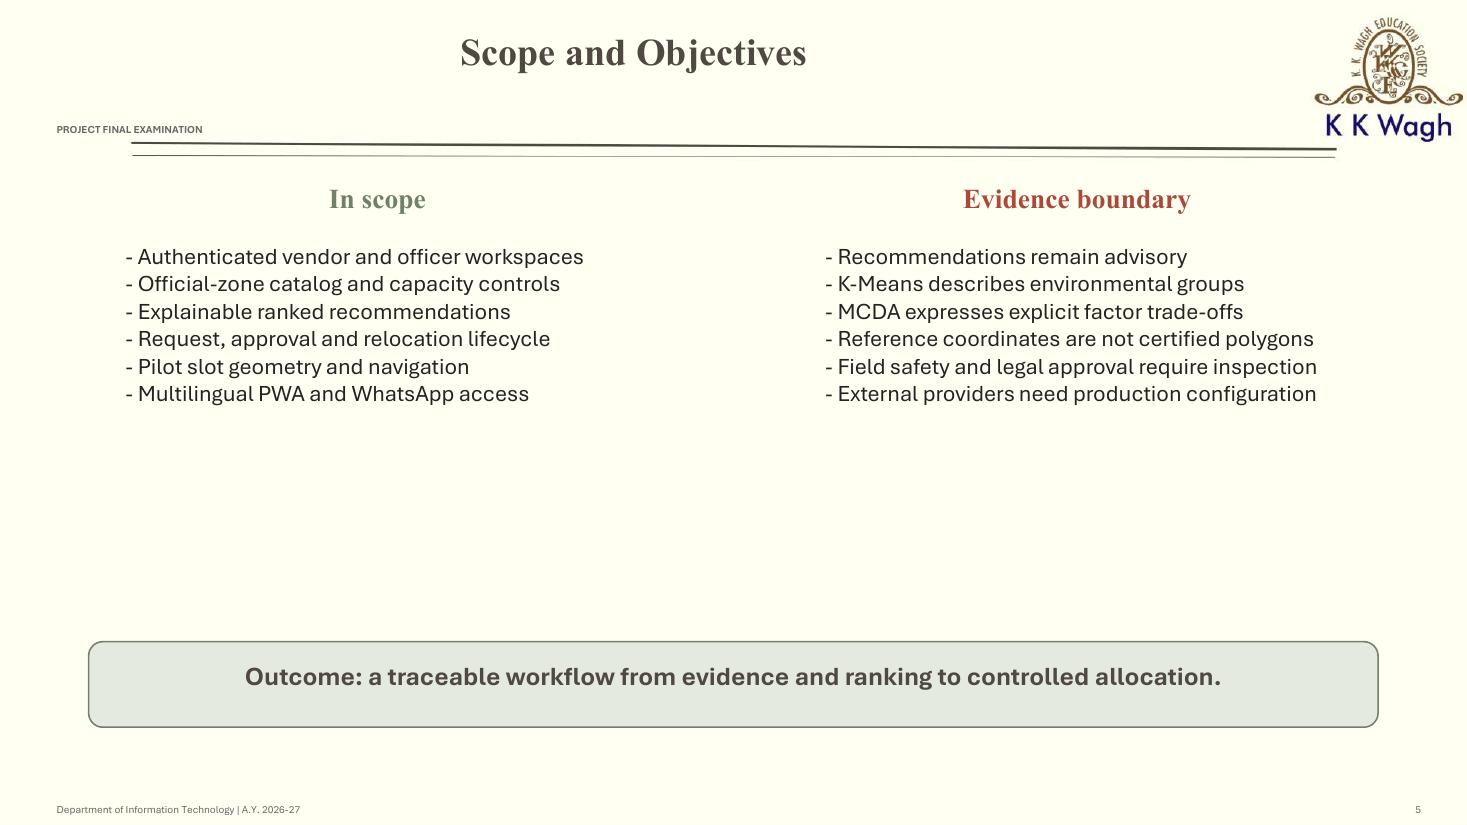 Scope and Objectives
K. K. WAGH EDUCATION SOCIETY
K K Wagh
PROJECT FINAL EXAMINATION
In scope
- Authenticated vendor and officer workspaces
- Official-zone catalog and capacity controls
- Explainable ranked recommendations
- Request, approval and relocation lifecycle
- Pilot slot geometry and navigation
- Multilingual PWA and WhatsApp access
Evidence boundary
- Recommendations remain advisory
- K-Means describes environmental groups
- MCDA expresses explicit factor trade-offs
- Reference coordinates are not certified polygons
- Field safety and legal approval require inspection
- External providers need production configuration
Outcome: a traceable workflow from evidence and ranking to controlled allocation.
Department of Information Technology | A.Y. 2026-27
5